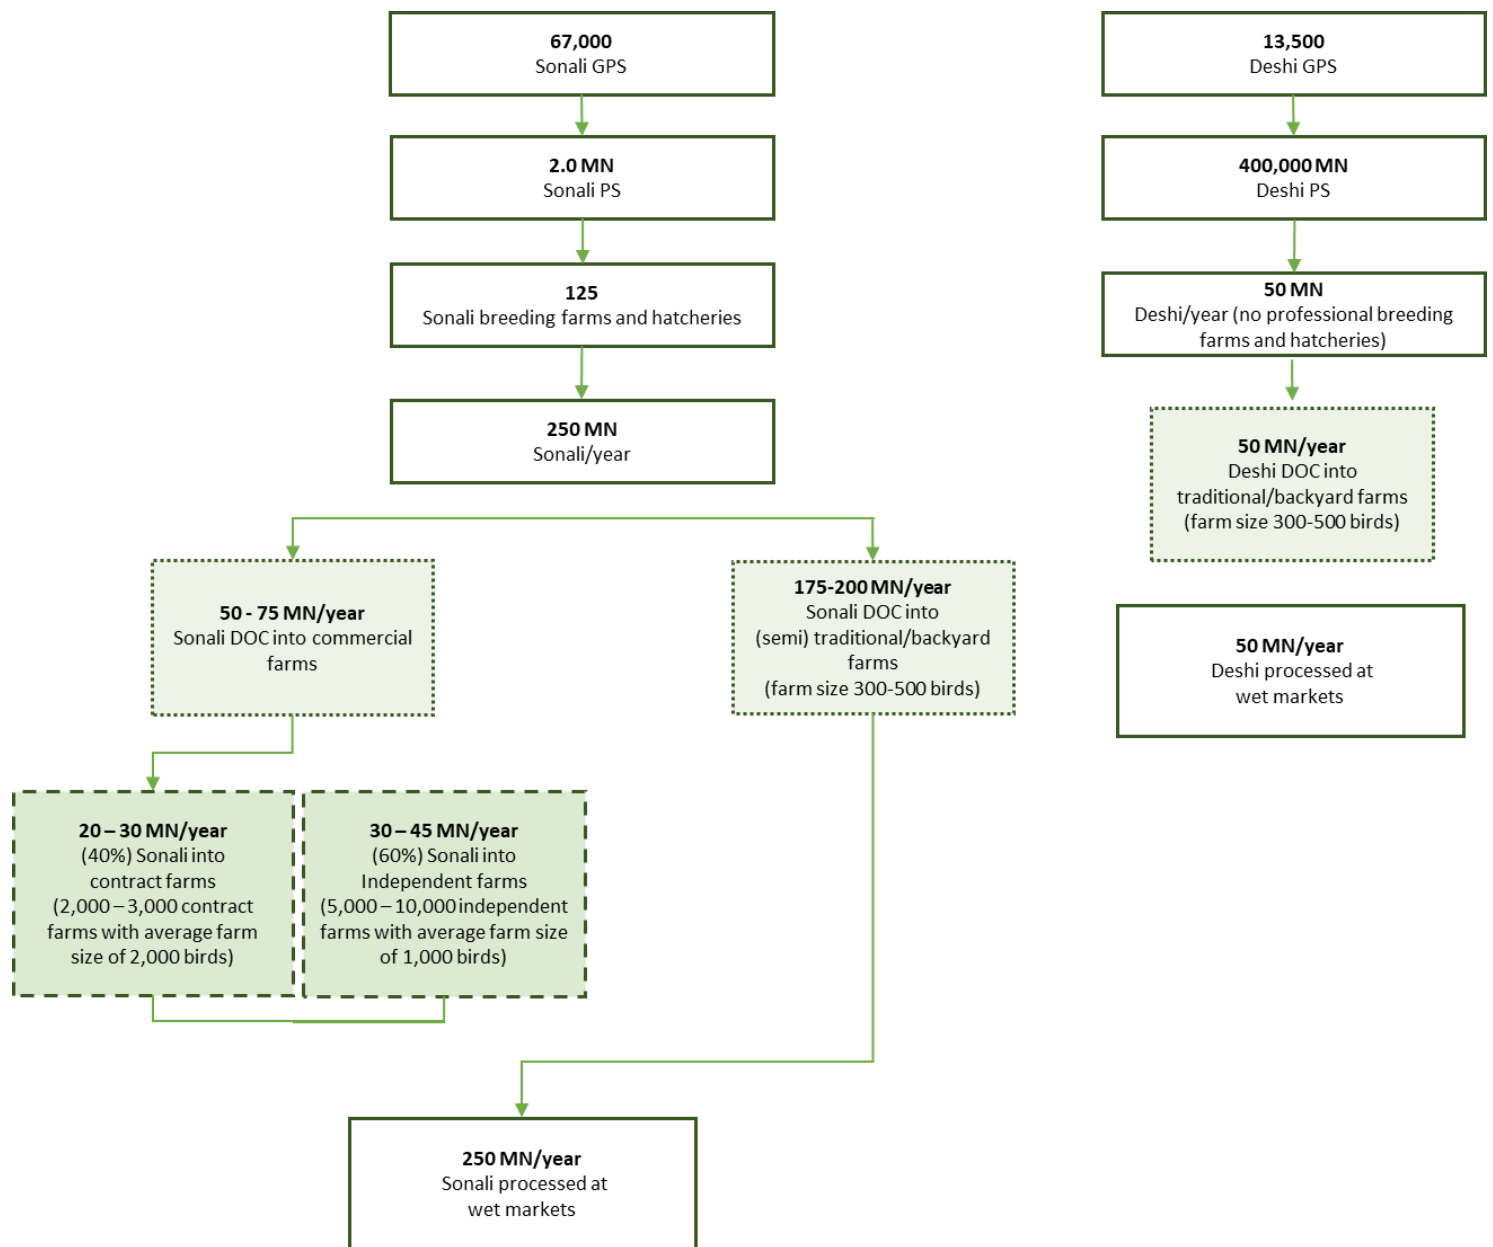 67,000
Sonali GPS
2.0 MN
Sonali PS
125
Sonali breeding farms and hatcheries
250 MN
Sonali/year
50 - 75 MN/year
Sonali DOC into commercial
farms
175-200 MN/year
Sonali DOC into
(semi) traditional/backyard
farms
(farm size 300-500 birds)
20 – 30 MN/year
(40%) Sonali into
contract farms
(2,000 – 3,000 contract
farms with average farm
size of 2,000 birds)
30 – 45 MN/year
(60%) Sonali into
Independent farms
(5,000 – 10,000 independent
farms with average farm size
of 1,000 birds)
250 MN/year
Sonali processed at
wet markets
13,500
Deshi GPS
400,000 MN
Deshi PS
50 MN
Deshi/year (no professional breeding
farms and hatcheries)
50 MN/year
Deshi DOC into
traditional/backyard farms
(farm size 300-500 birds)
50 MN/year
Deshi processed at
wet markets